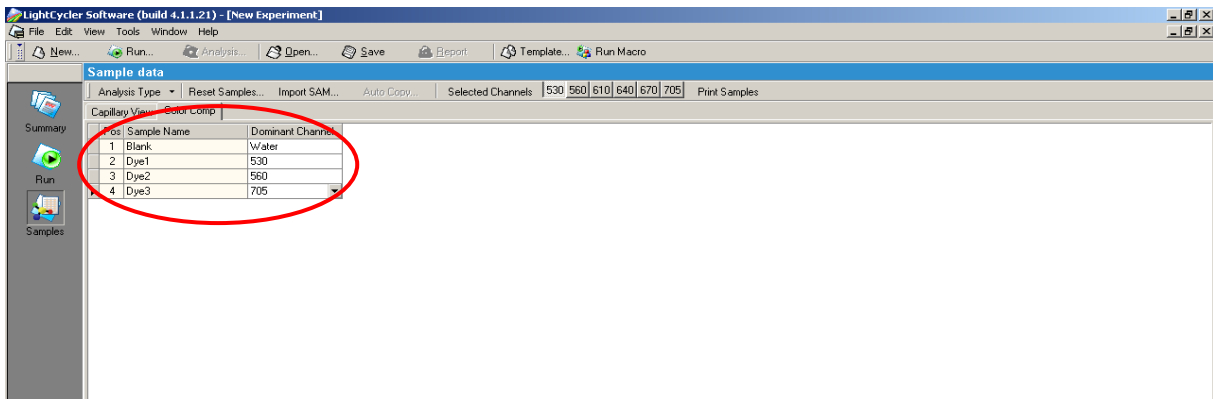 LightCycler Software (build 4.1.1.21) - [New Experiment]
File Edit View Tools Window Help
New... Run... Analysis... Open... Save Report Template... Run Macro
Sample data
Analysis Type Reset Samples... Import SAM... Auto Copy... Selected Channels 530 560 610 640 670 705 Print Samples
Capillary View Color Comp
Summary
Run
Samples
Pos Sample Name Dominant Channel
1 Blank Water
2 Dye1 530
3 Dye2 560
4 Dye3 705